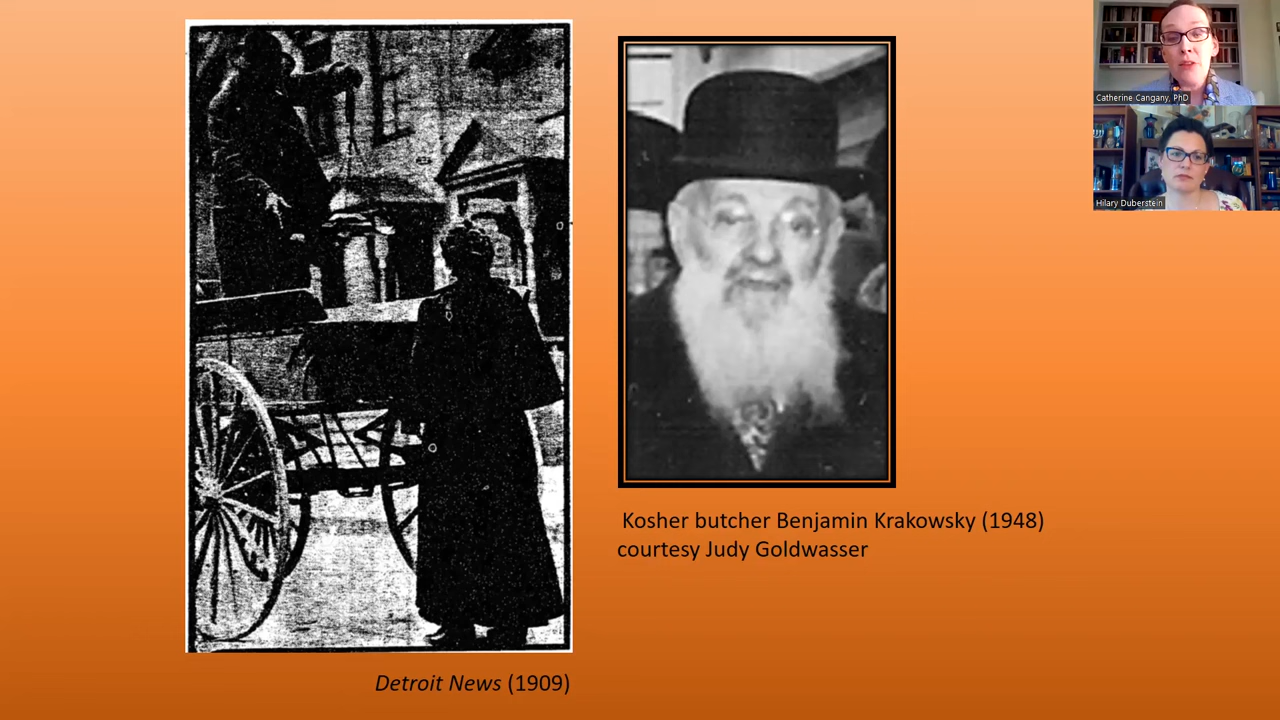 Catherine Cangany, PhD
Hilary Duberstein
Kosher butcher Benjamin Krakowsky (1948)
courtesy Judy Goldwasser
Detroit News (1909)